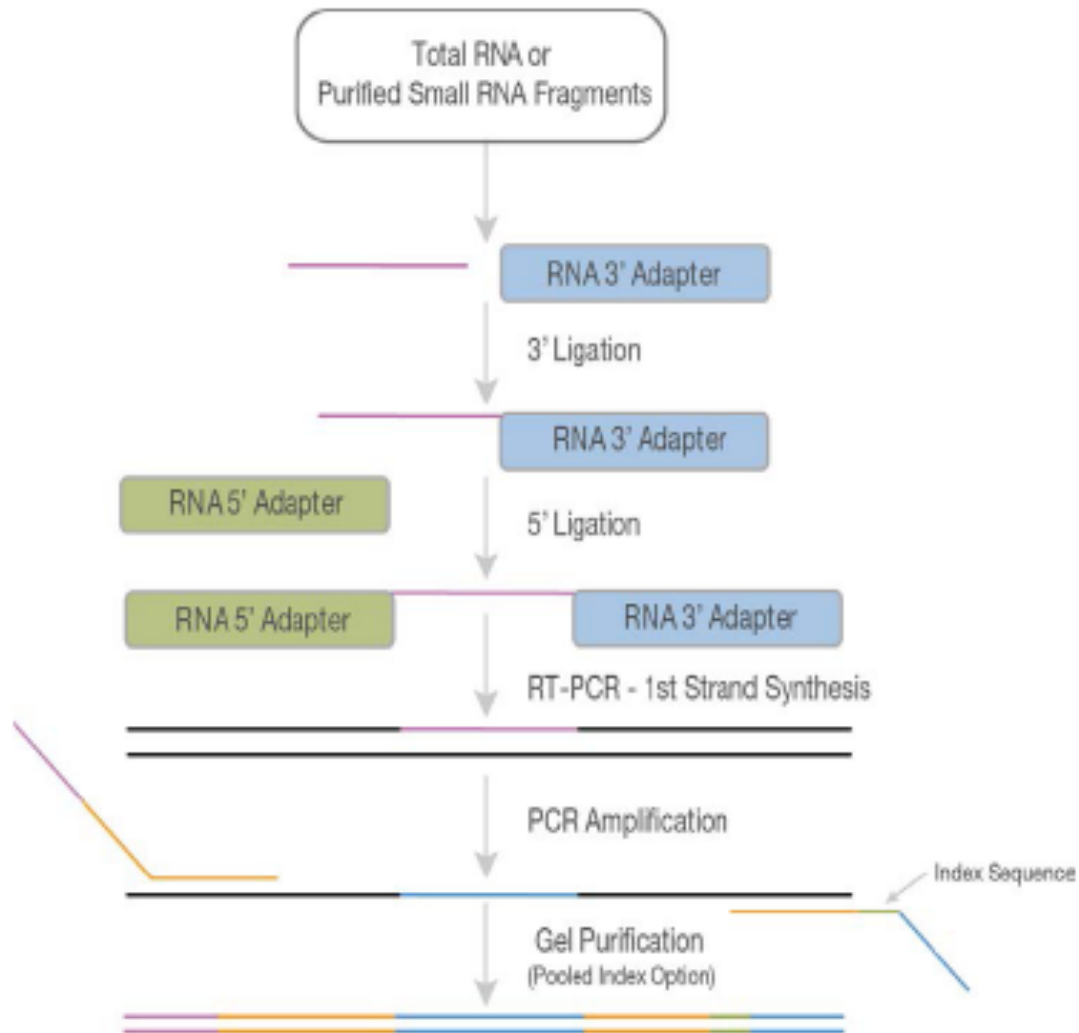 Total RNA or
Purified Small RNA Fragments
RNA 3' Adapter
3' Ligation
RNA 3' Adapter
RNA 5' Adapter
5' Ligation
RNA 5' Adapter
RNA 3' Adapter
RT-PCR - 1st Strand Synthesis
PCR Amplification
Index Sequence
Gel Purification
(Pooled Index Option)